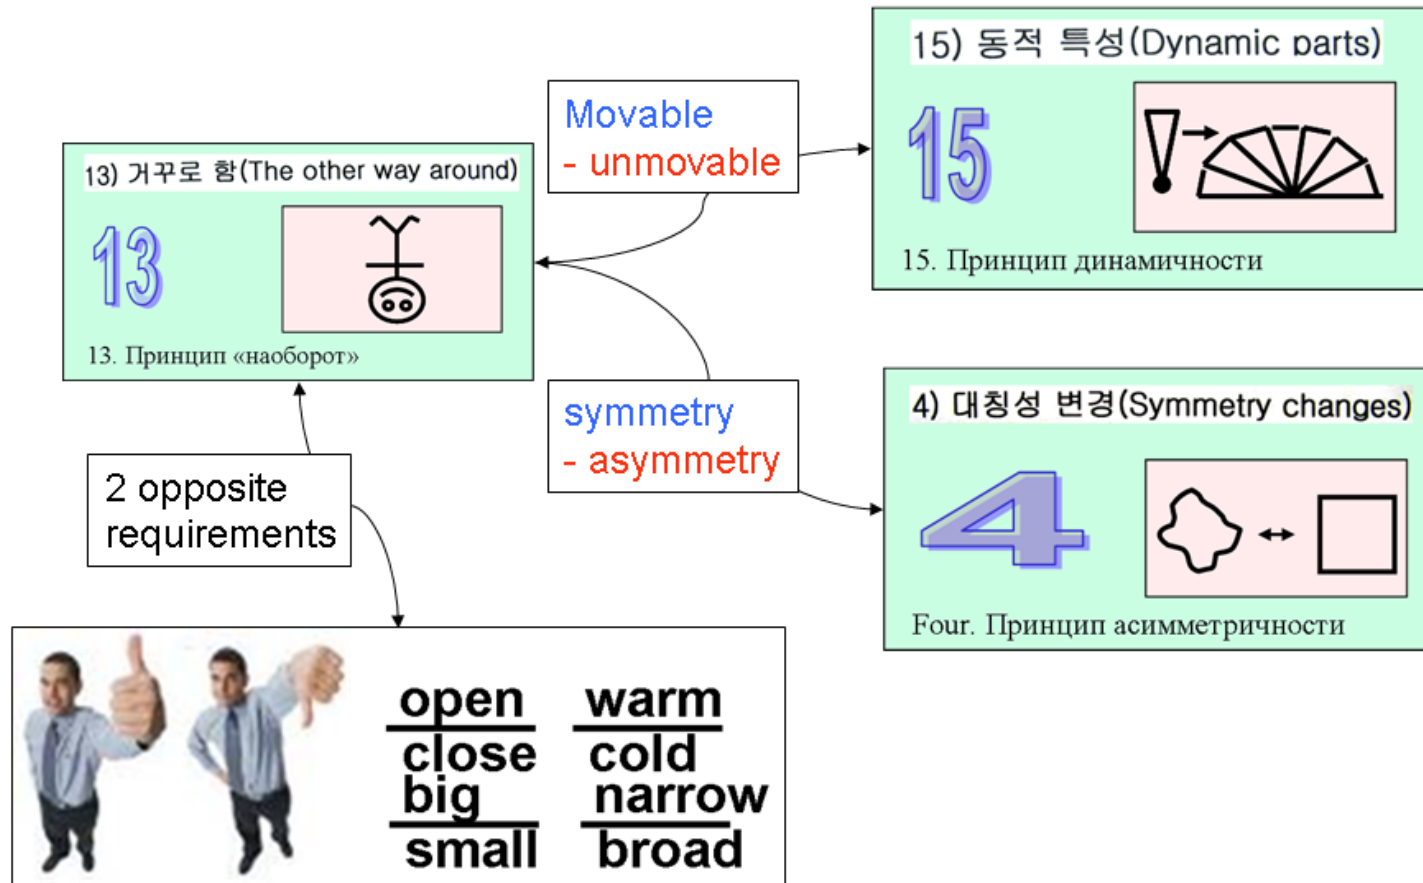 13) 거꾸로 함(The other way around)
13
13. Принцип «наоборот»
Movable
- unmovable
15) 동적 특성(Dynamic parts)
15
15. Принцип динамичности
symmetry
- asymmetry
4) 대칭성 변경(Symmetry changes)
4
Four. Принцип асимметричности
2 opposite
requirements
open
close
big
small
warm
cold
narrow
broad